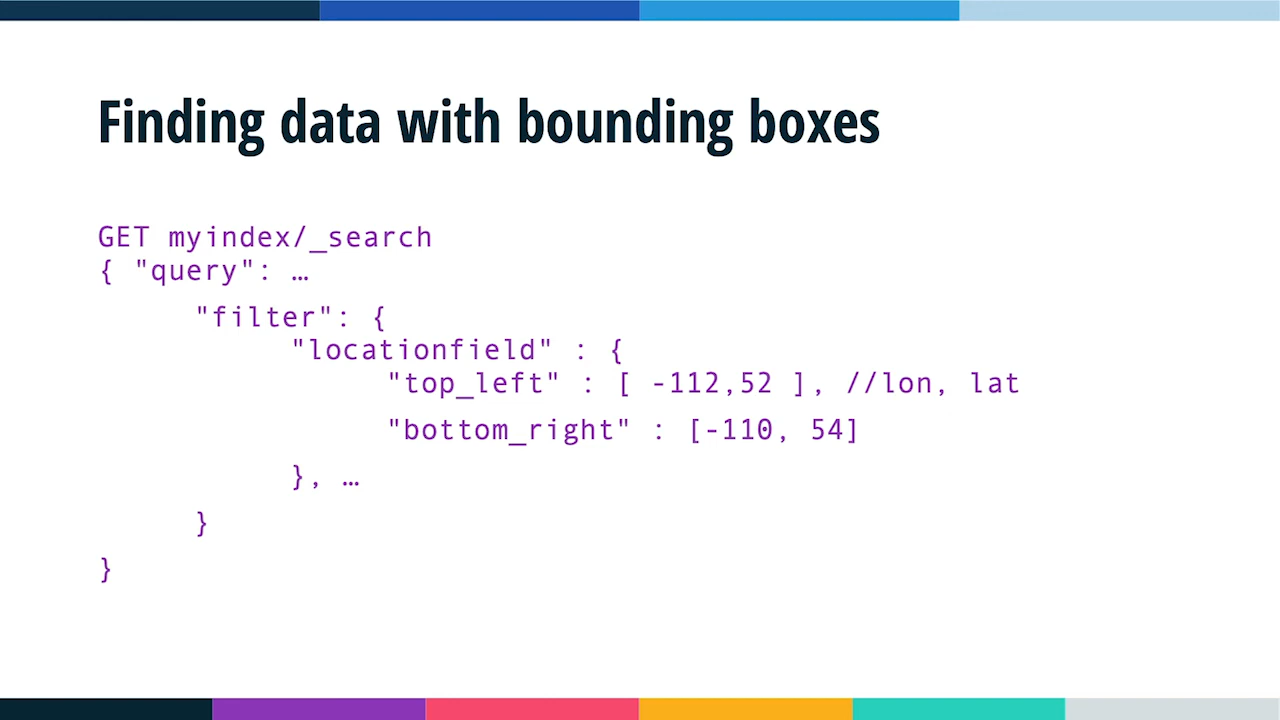 Finding data with bounding boxes
GET myindex/_search
{ "query": …
"filter": {
"locationfield" : {
"top_left" : [ -112,52 ], //lon, lat
"bottom_right" : [-110, 54]
}, …
}
}